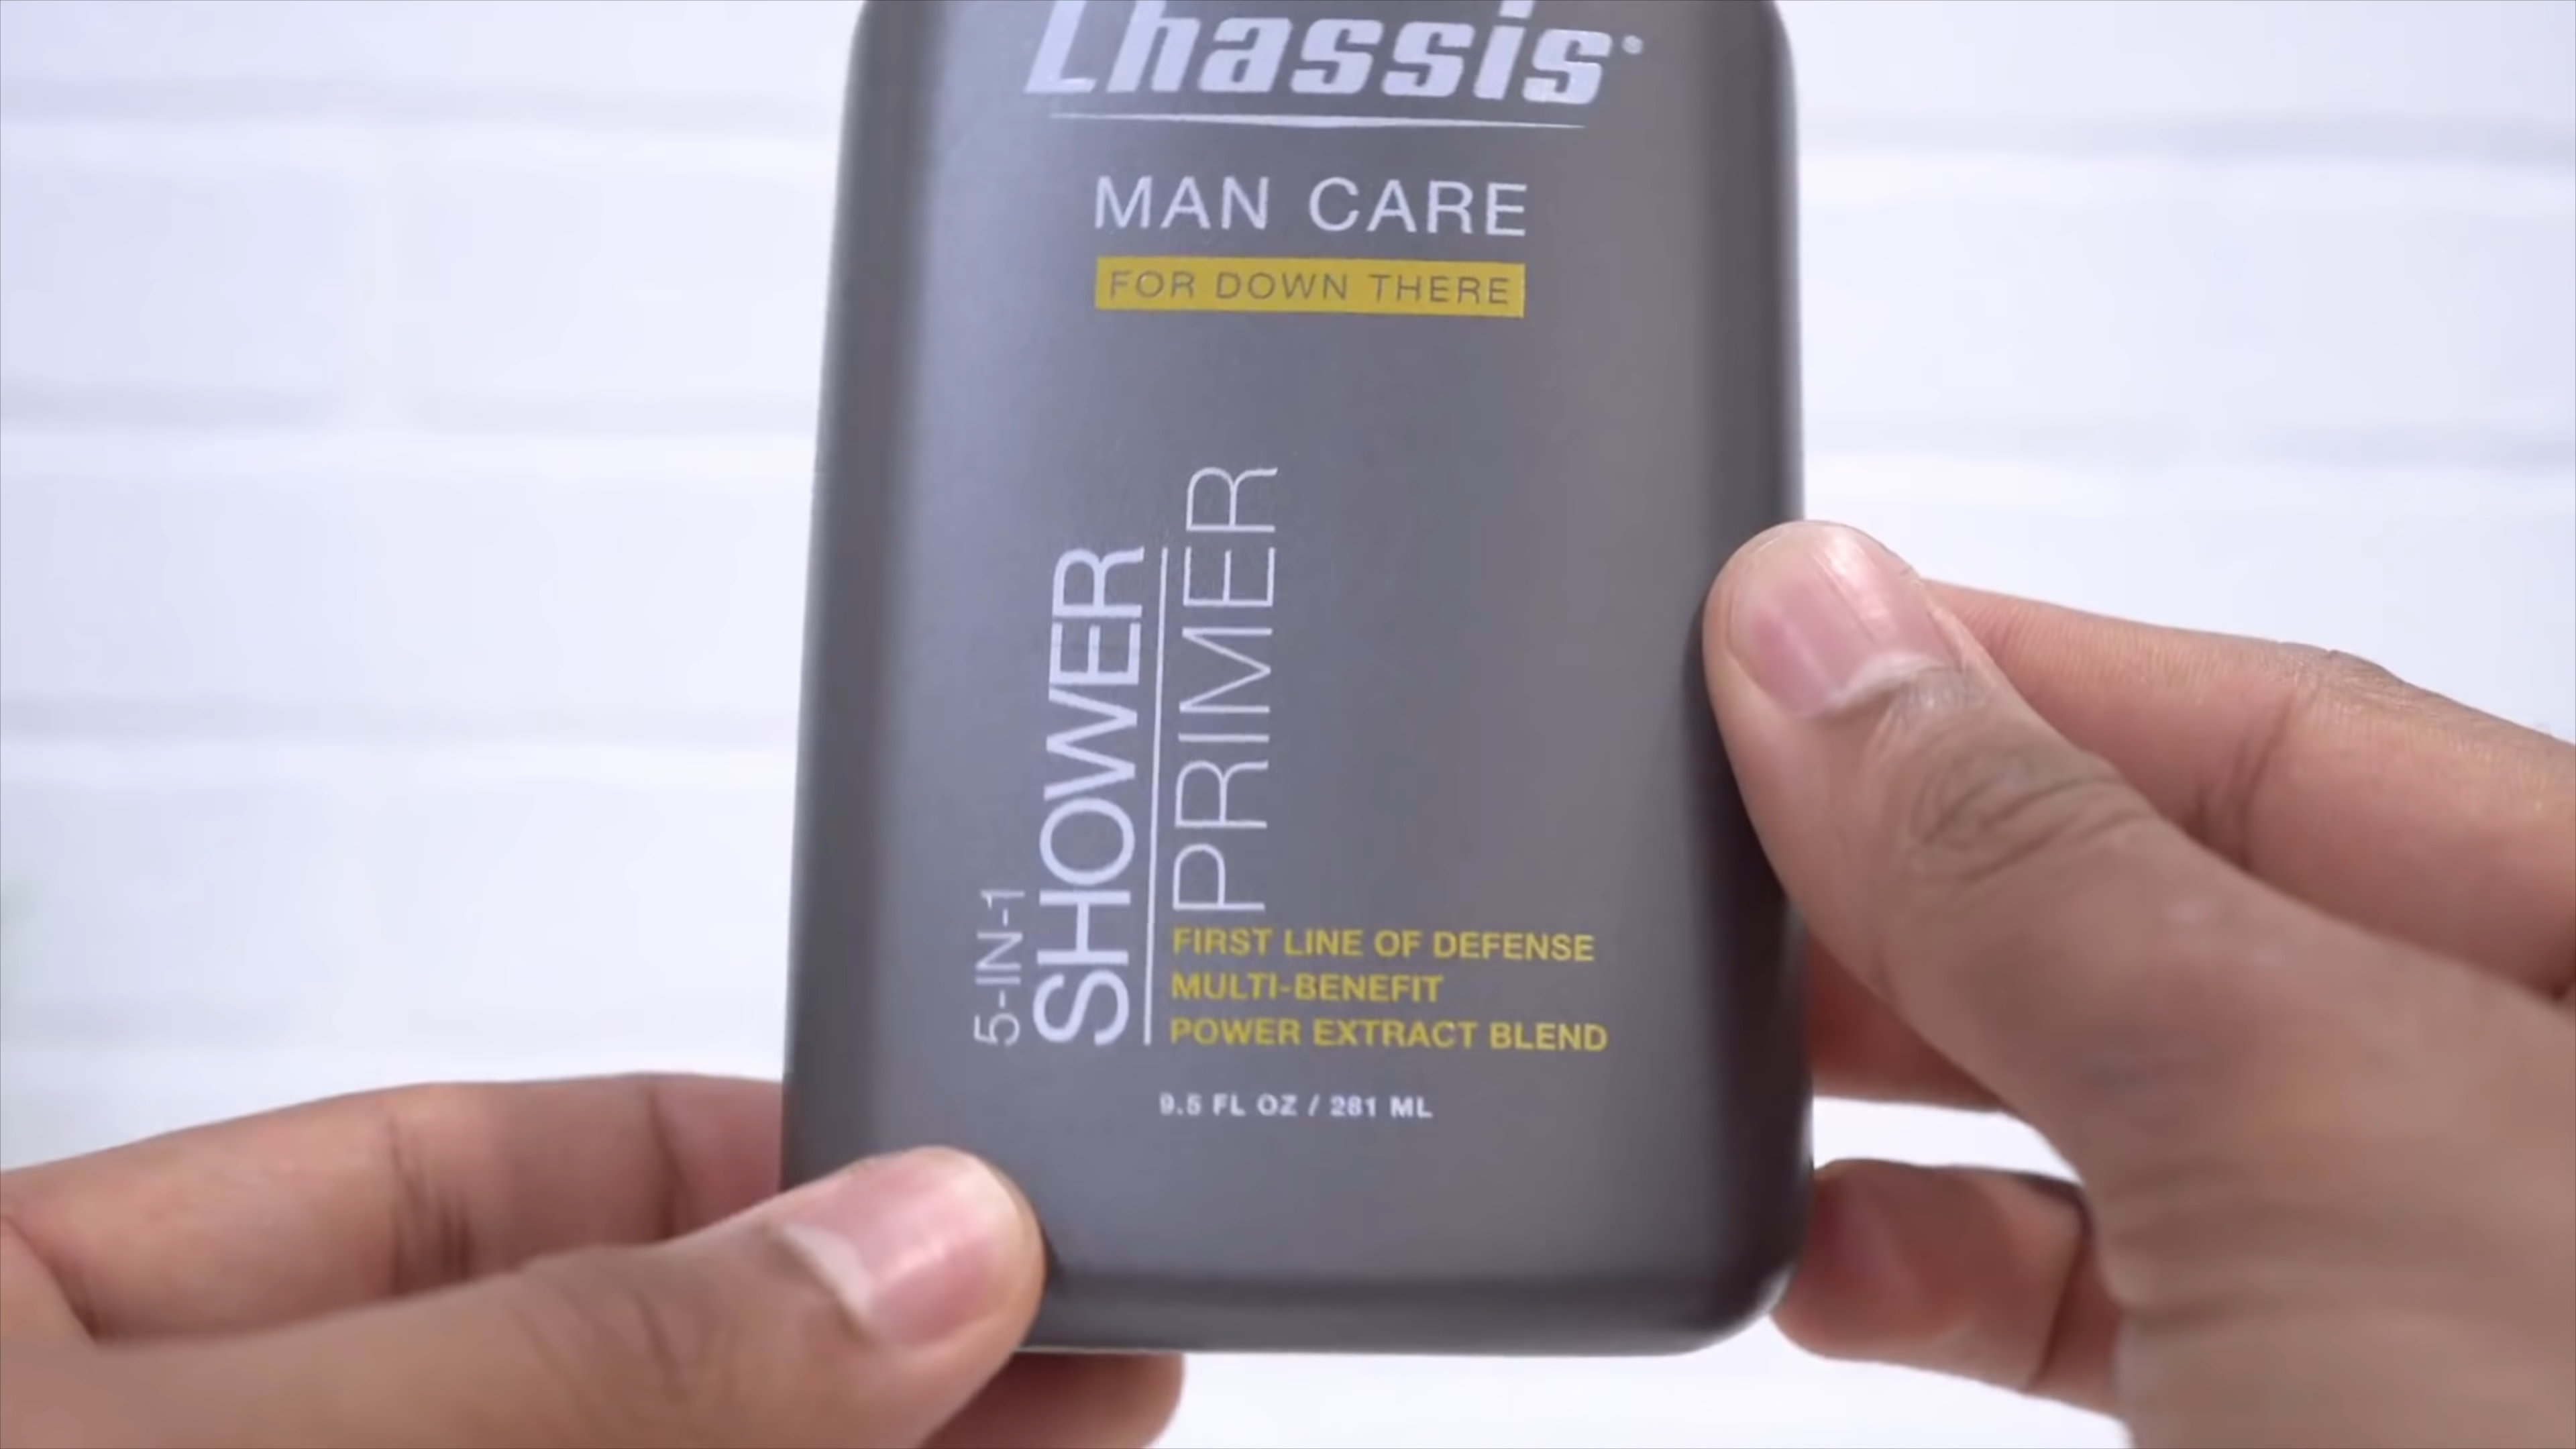 Chassis®
MAN CARE
FOR DOWN THERE
5-IN-1
SHOWER
PRIMER
FIRST LINE OF DEFENSE
MULTI-BENEFIT
POWER EXTRACT BLEND
9.5 FL OZ / 281 ML